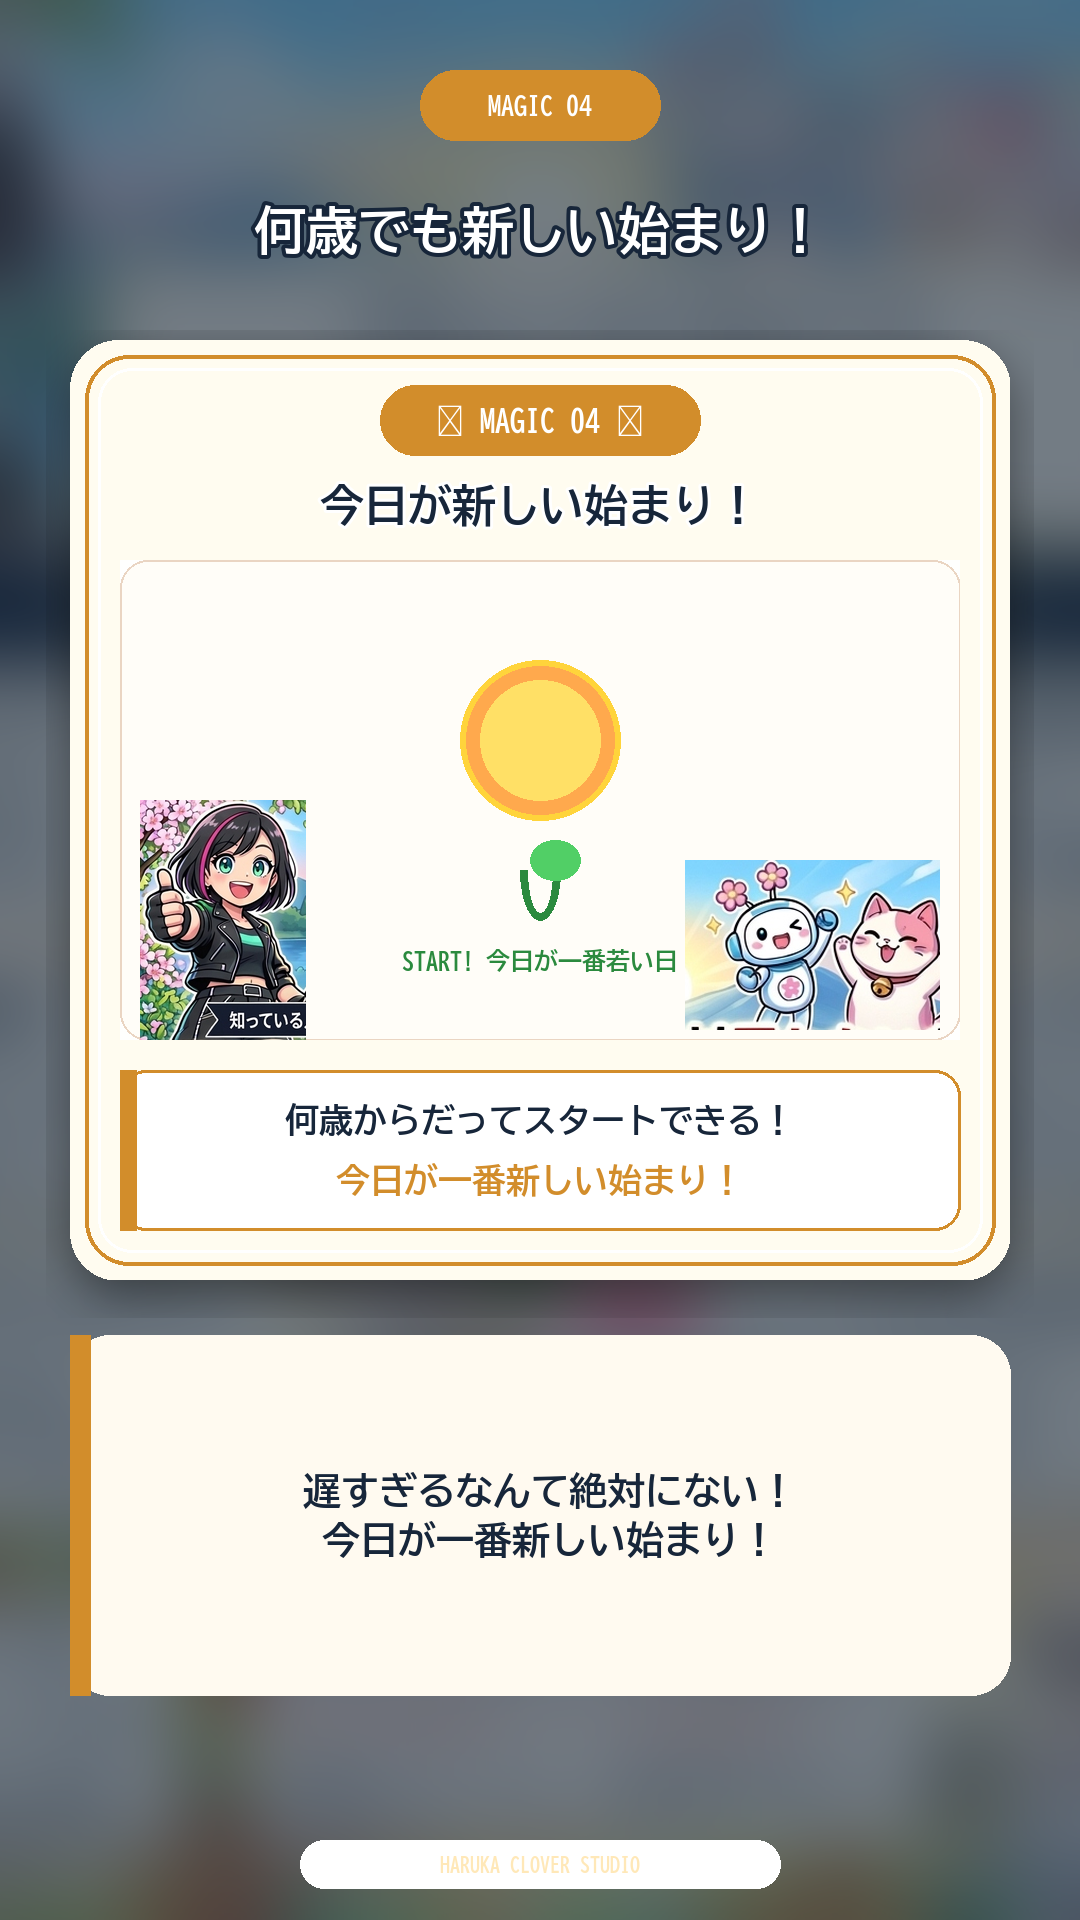 MAGIC 04
何歳でも新しい始まり！
MAGIC 04
今日が新しい始まり！
知っている
START! 今日が一番若い日
何歳からだってスタートできる！
今日が一番新しい始まり！
遅すぎるなんて絶対にない！
今日が一番新しい始まり！
HARUKA CLOVER STUDIO